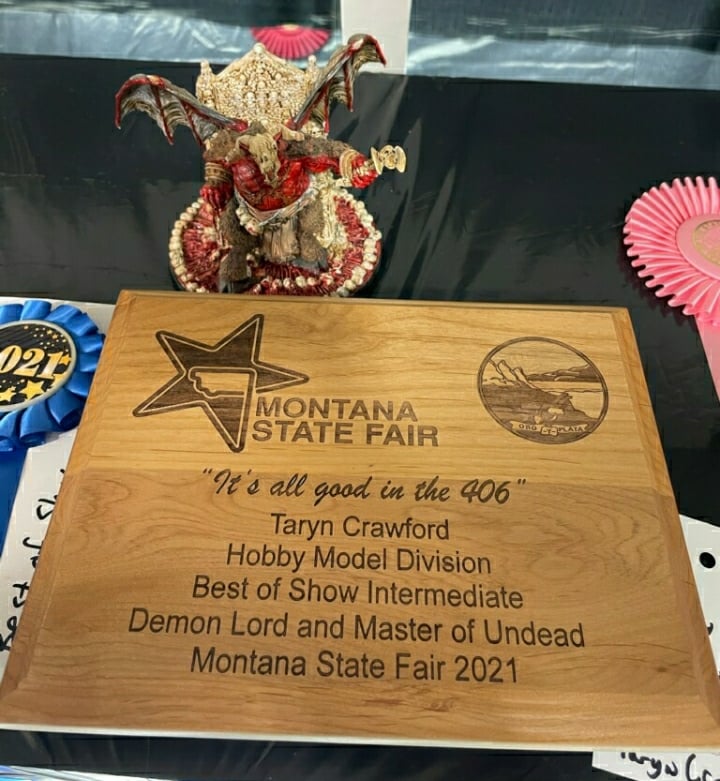 2021
MONTANA
STATE FAIR
ORO Y PLATA
"It's all good in the 406"
Taryn Crawford
Hobby Model Division
Best of Show Intermediate
Demon Lord and Master of Undead
Montana State Fair 2021